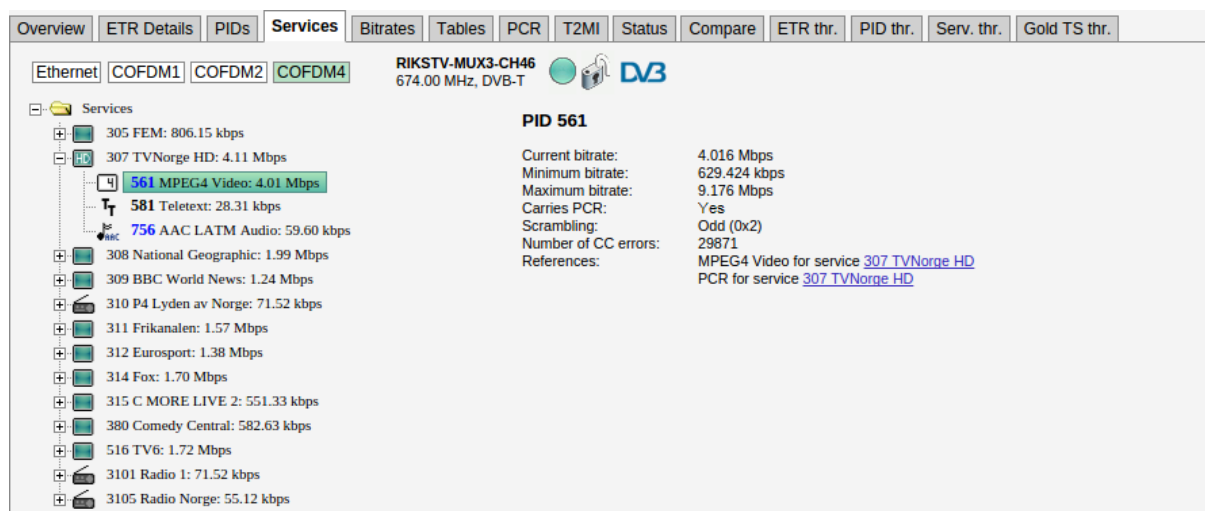 Overview ETR Details PIDs Services Bitrates Tables PCR T2MI Status Compare ETR thr. PID thr. Serv. thr. Gold TS thr.
Ethernet COFDM1 COFDM2 COFDM4
RIKSTV-MUX3-CH46
674.00 MHz, DVB-T
DVB
Services
305 FEM: 806.15 kbps
HD 307 TVNorge HD: 4.11 Mbps
4 561 MPEG4 Video: 4.01 Mbps
TT 581 Teletext: 28.31 kbps
AAC 756 AAC LATM Audio: 59.60 kbps
308 National Geographic: 1.99 Mbps
309 BBC World News: 1.24 Mbps
310 P4 Lyden av Norge: 71.52 kbps
311 Frikanalen: 1.57 Mbps
312 Eurosport: 1.38 Mbps
314 Fox: 1.70 Mbps
315 C MORE LIVE 2: 551.33 kbps
380 Comedy Central: 582.63 kbps
516 TV6: 1.72 Mbps
3101 Radio 1: 71.52 kbps
3105 Radio Norge: 55.12 kbps
PID 561
Current bitrate: 4.016 Mbps
Minimum bitrate: 629.424 kbps
Maximum bitrate: 9.176 Mbps
Carries PCR: Yes
Scrambling: Odd (0x2)
Number of CC errors: 29871
References: MPEG4 Video for service 307 TVNorge HD
PCR for service 307 TVNorge HD